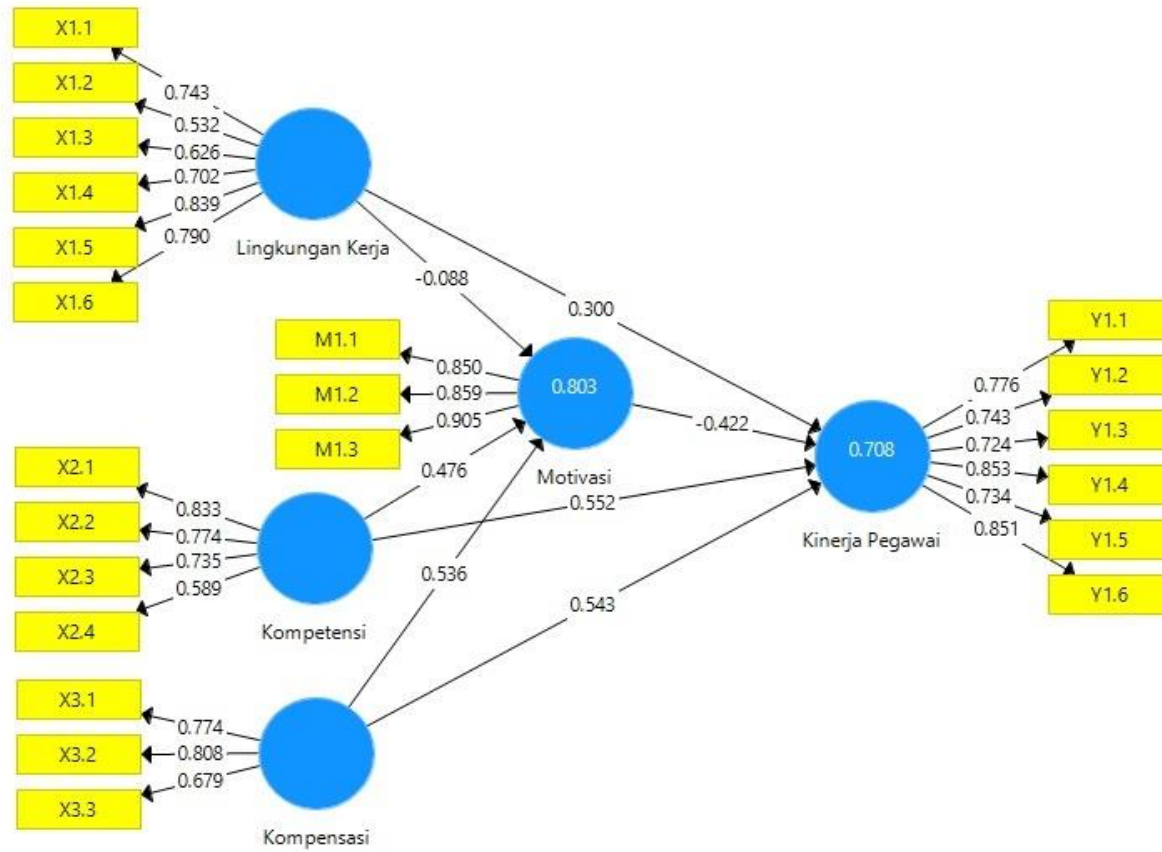 X1.1
X1.2
X1.3
X1.4
X1.5
X1.6
0.743
0.532
0.626
0.702
0.839
0.790
Lingkungan Kerja
-0.088
0.300
M1.1
M1.2
M1.3
0.850
0.859
0.905
0.803
Motivasi
-0.422
X2.1
X2.2
X2.3
X2.4
0.833
0.774
0.735
0.589
Kompetensi
0.476
0.552
X3.1
X3.2
X3.3
0.774
0.808
0.679
Kompensasi
0.536
0.543
0.708
Kinerja Pegawai
0.776
0.743
0.724
0.853
0.734
0.851
Y1.1
Y1.2
Y1.3
Y1.4
Y1.5
Y1.6